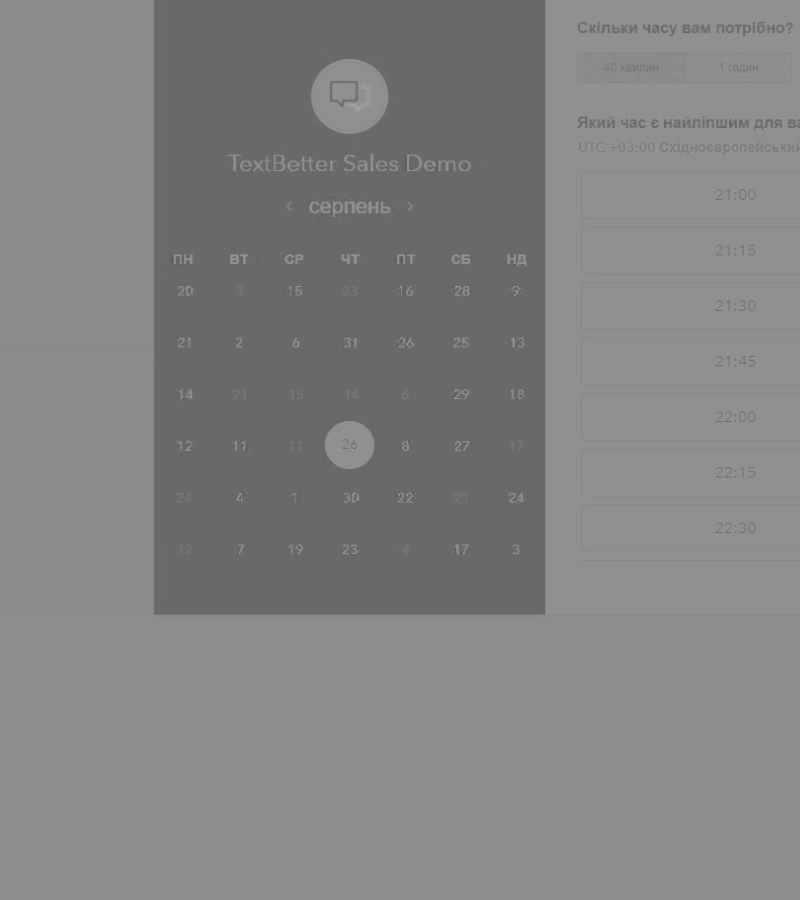 TextBetter Sales Demo
серпень
ПН ВТ СР ЧТ ПТ СБ НД
20 3 15 23 16 28 9
21 2 6 31 26 25 13
14 21 15 14 6 29 18
12 11 11 26 8 27 17
24 4 1 30 22 21 24
12 7 19 23 4 17 3
Скільки часу вам потрібно?
40 хвилин 1 годин
Який час є найліпшим для
UTC +03:00 Східноєвропейський
21:00
21:15
21:30
21:45
22:00
22:15
22:30